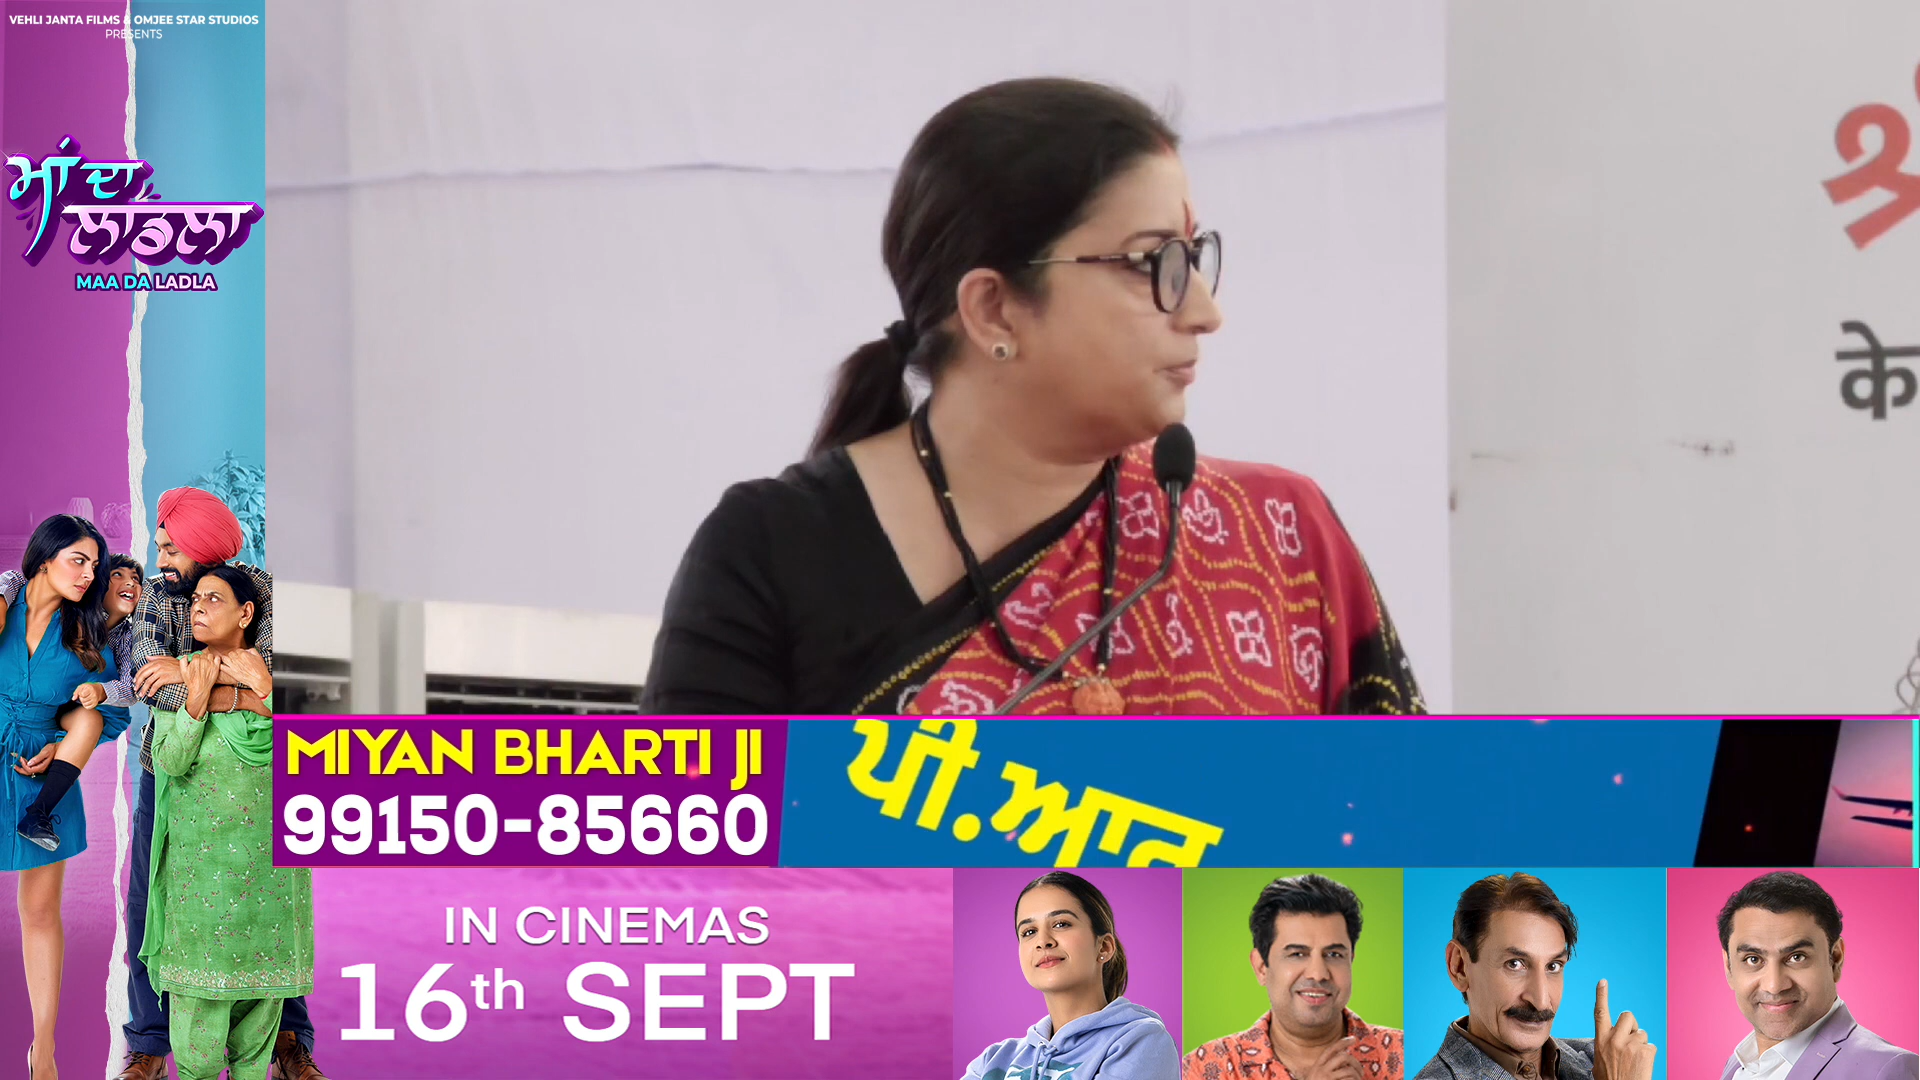 VEHLI JANTA FILMS & OMJEE STAR STUDIOS
PRESENTS
ਮਾਂ ਦਾ
ਲਾਡਲਾ
MAA DA LADLA
के
MIYAN BHARTI JI
99150-85660
ਪੀ.ਆਰ
IN CINEMAS
16th SEPT